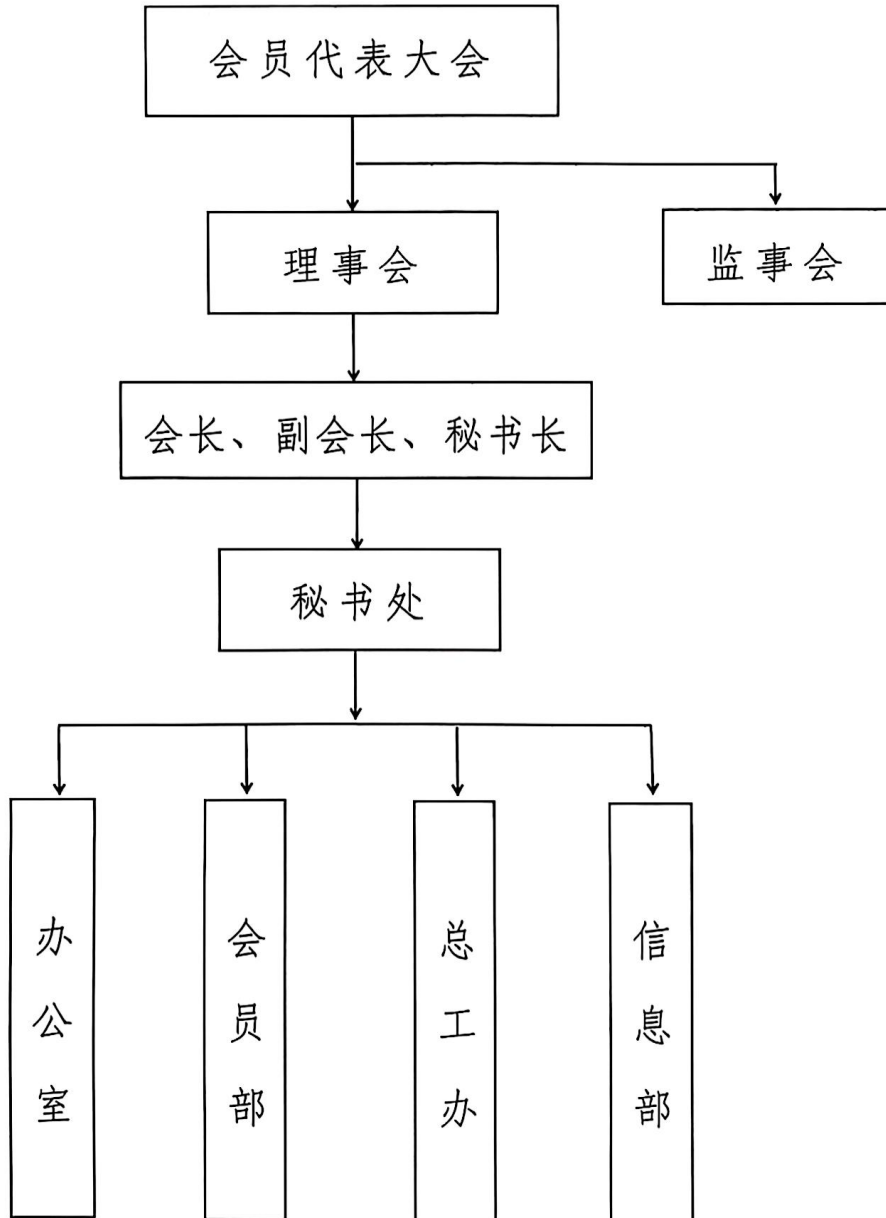 会员代表大会
理事会
监事会
会长、副会长、秘书长
秘书处
办公室
会员部
总工办
信息部